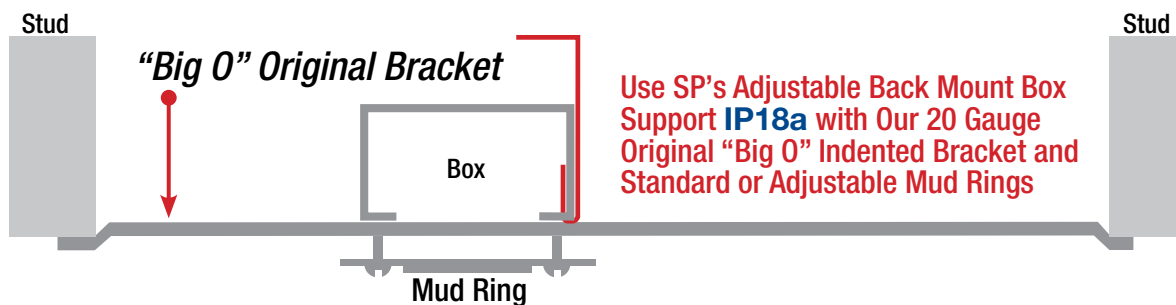 Stud
Stud
“Big O” Original Bracket
Use SP’s Adjustable Back Mount Box
Support IP18a with Our 20 Gauge
Original “Big O” Indented Bracket and
Standard or Adjustable Mud Rings
Box
Mud Ring